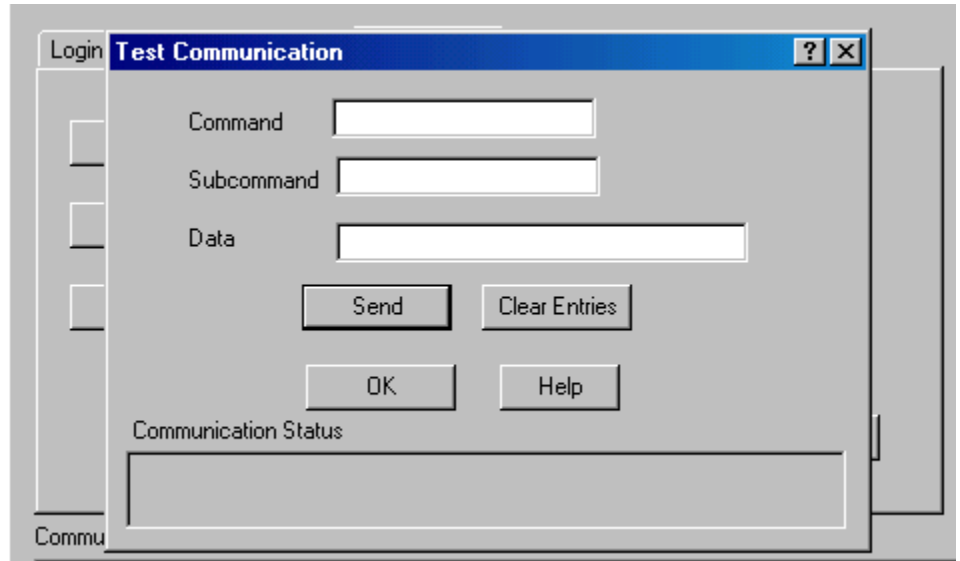 Login
Test Communication
Command
Subcommand
Data
Send Clear Entries
OK Help
Communication Status
Commu